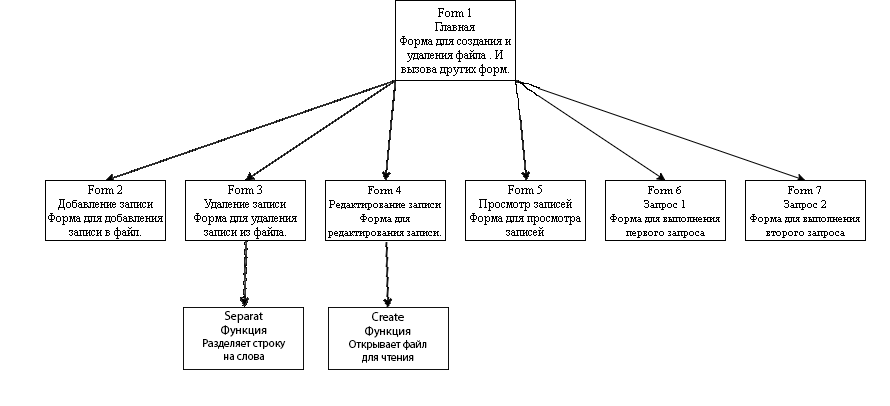 Form 1
Главная
Форма для создания и
удаления файла . И
вызова других форм.
Form 2
Добавление записи
Форма для добавления
записи в файл.
Form 3
Удаление записи
Форма для удаления
записи из файла.
Form 4
Редактирование записи
Форма для
редактирования записи.
Form 5
Просмотр записей
Форма для просмотра
записей
Form 6
Запрос 1
Форма для выполнения
первого запроса
Form 7
Запрос 2
Форма для выполнения
второго запроса
Separat
Функция
Разделяет строку
на слова
Create
Функция
Открывает файл
для чтения